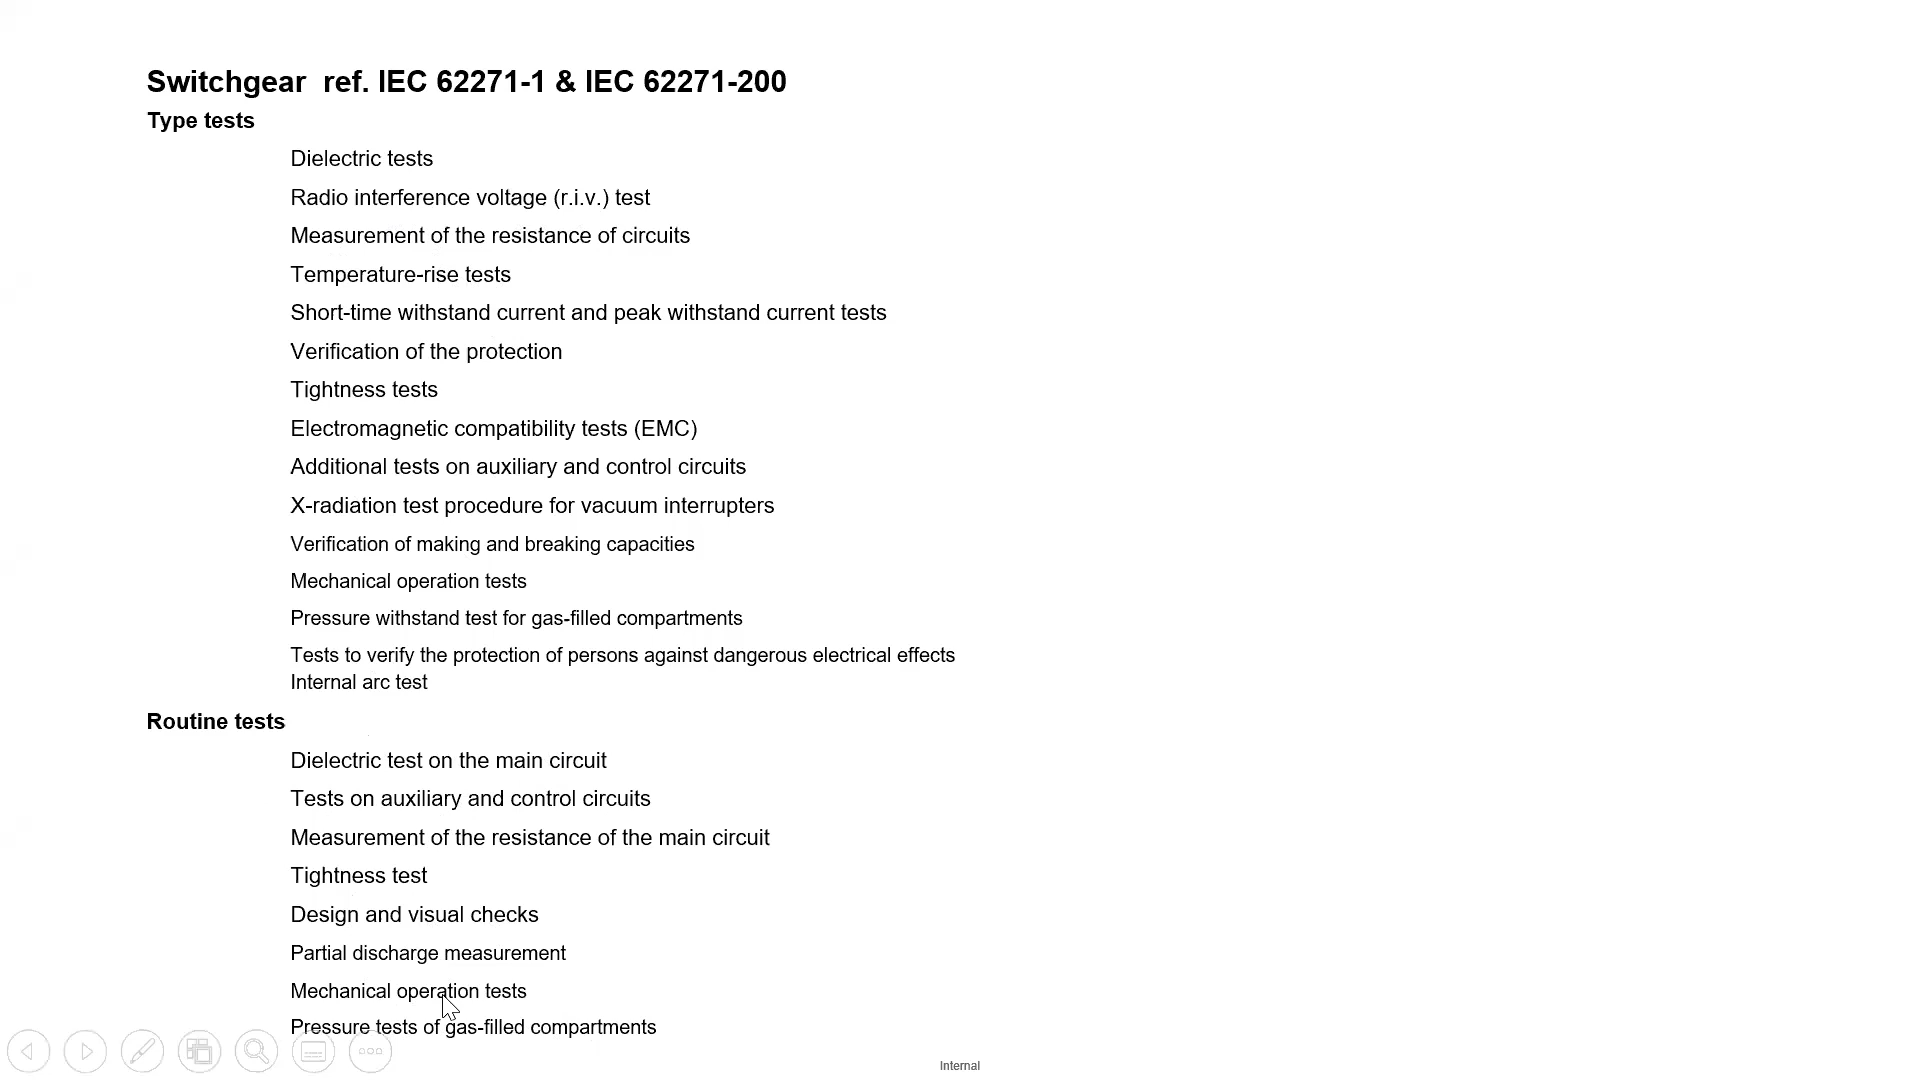 Switchgear ref. IEC 62271-1 & IEC 62271-200
Type tests
Dielectric tests
Radio interference voltage (r.i.v.) test
Measurement of the resistance of circuits
Temperature-rise tests
Short-time withstand current and peak withstand current tests
Verification of the protection
Tightness tests
Electromagnetic compatibility tests (EMC)
Additional tests on auxiliary and control circuits
X-radiation test procedure for vacuum interrupters
Verification of making and breaking capacities
Mechanical operation tests
Pressure withstand test for gas-filled compartments
Tests to verify the protection of persons against dangerous electrical effects
Internal arc test
Routine tests
Dielectric test on the main circuit
Tests on auxiliary and control circuits
Measurement of the resistance of the main circuit
Tightness test
Design and visual checks
Partial discharge measurement
Mechanical operation tests
Pressure tests of gas-filled compartments
Internal